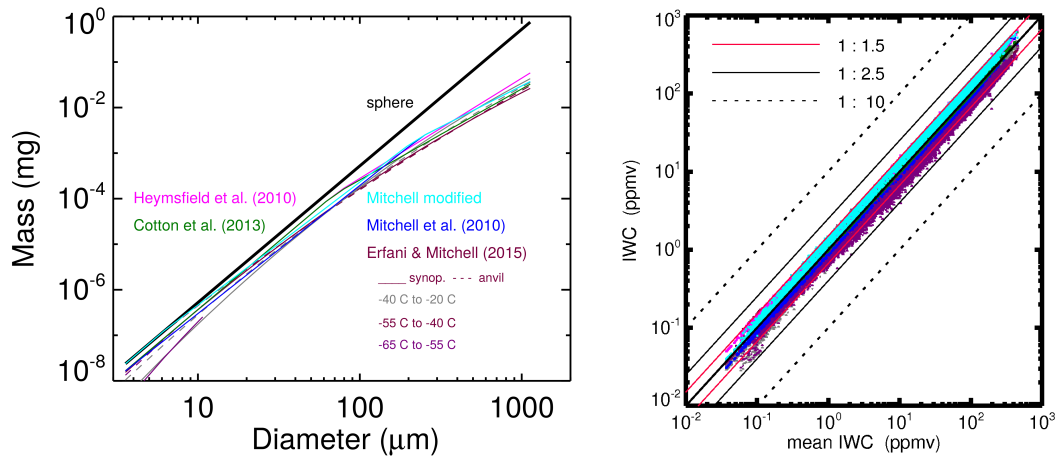 10^0
10^-2
10^-4
10^-6
10^-8
Mass (mg)
sphere
Heymsfield et al. (2010)
Mitchell modified
Cotton et al. (2013)
Mitchell et al. (2010)
Erfani & Mitchell (2015)
synop.
anvil
-40 C to -20 C
-55 C to -40 C
-65 C to -55 C
10
100
1000
Diameter (μm)
10^3
10^2
10^1
10^0
10^-1
10^-2
IWC (ppmv)
1 : 1.5
1 : 2.5
1 : 10
10^-2
10^-1
10^0
10^1
10^2
10^3
mean IWC (ppmv)